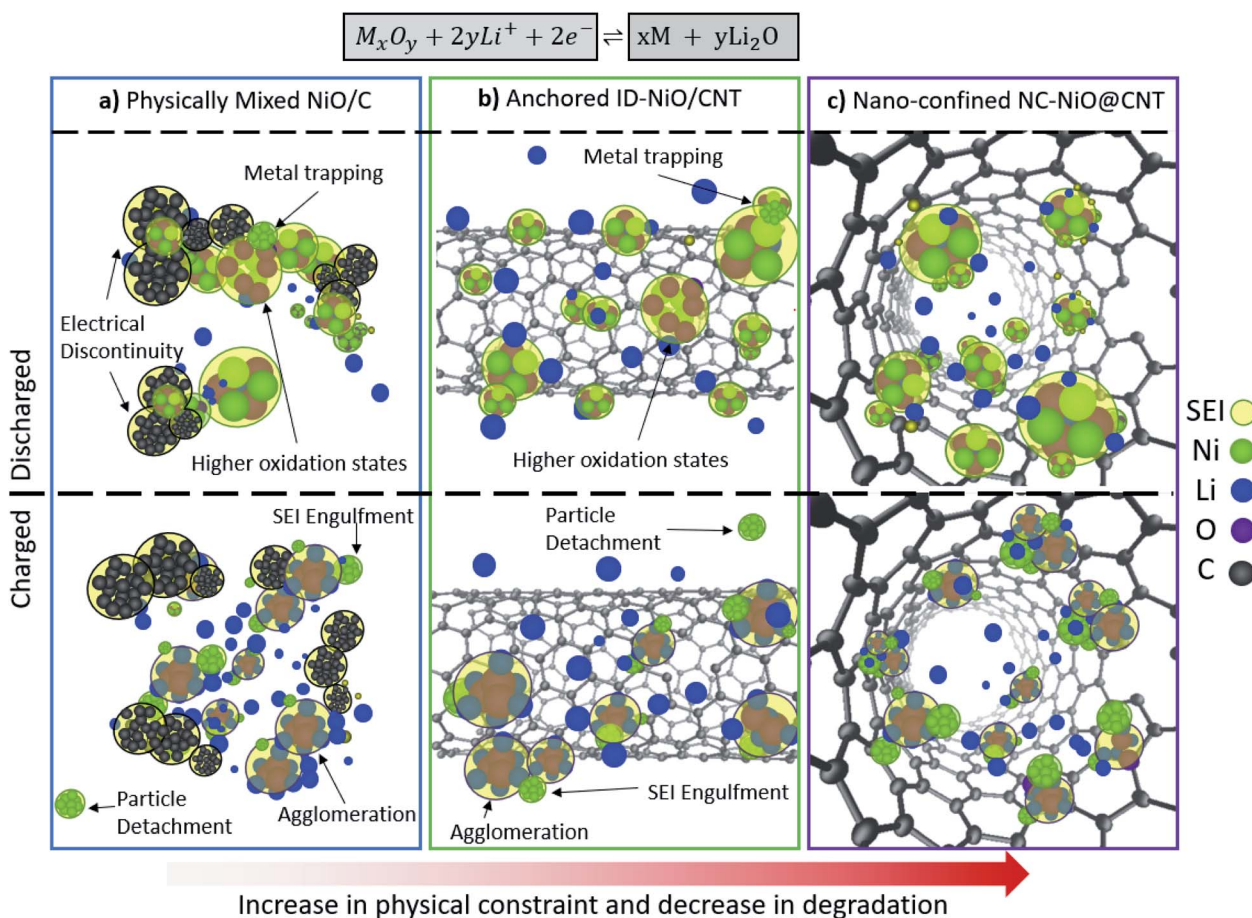 MₓOᵧ + 2yLi⁺ + 2e⁻ ⇌ xM + yLi₂O
a) Physically Mixed NiO/C
b) Anchored ID-NiO/CNT
c) Nano-confined NC-NiO@CNT
Discharged
Metal trapping
Electrical
Discontinuity
Higher oxidation states
Metal trapping
Higher oxidation states
Charged
SEI Engulfment
Particle
Detachment
Agglomeration
Particle
Detachment
SEI Engulfment
Agglomeration
SEI
Ni
Li
O
C
Increase in physical constraint and decrease in degradation